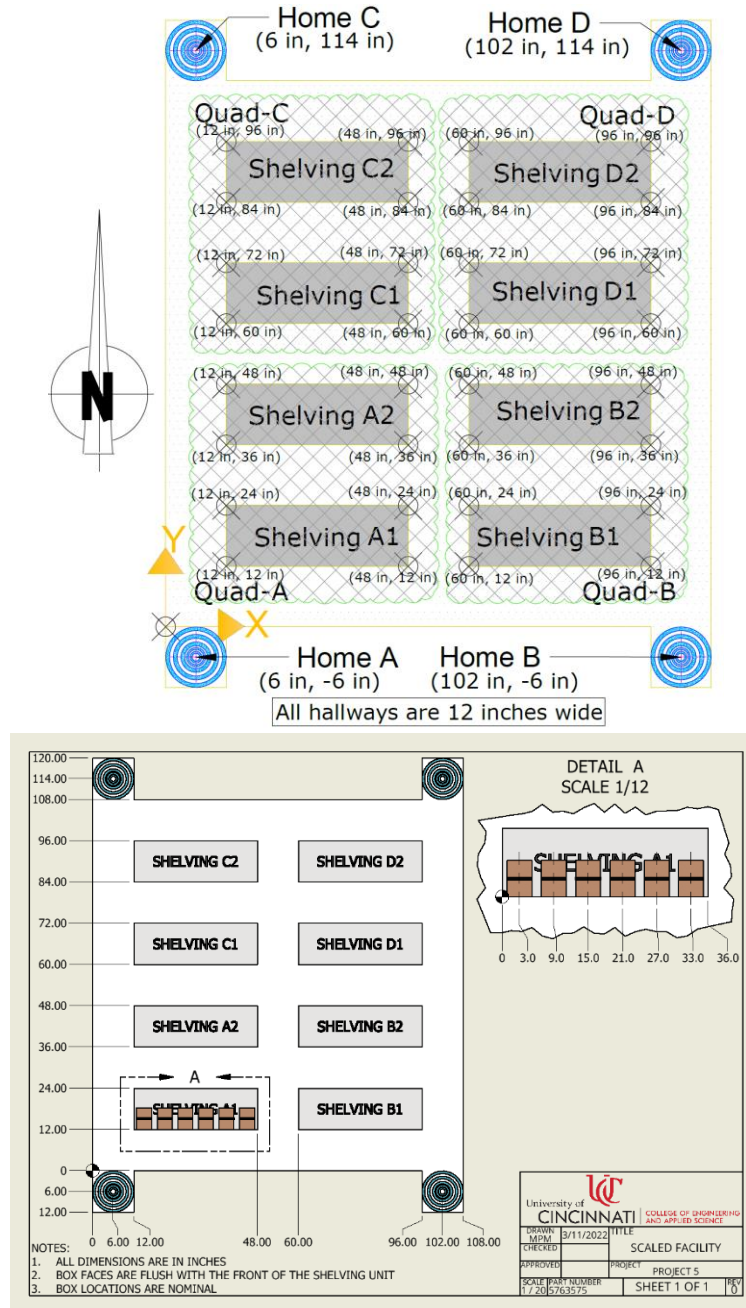 Home C
(6 in, 114 in)
Home D
(102 in, 114 in)
Quad-C
Quad-D
(12 in, 96 in)
(48 in, 96 in)
(60 in, 96 in)
(96 in, 96 in)
Shelving C2
Shelving D2
(12 in, 84 in)
(48 in, 84 in)
(60 in, 84 in)
(96 in, 84 in)
(12 in, 72 in)
(48 in, 72 in)
(60 in, 72 in)
(96 in, 72 in)
Shelving C1
Shelving D1
(12 in, 60 in)
(48 in, 60 in)
(60 in, 60 in)
(96 in, 60 in)
N
(12 in, 48 in)
(48 in, 48 in)
(60 in, 48 in)
(96 in, 48 in)
Shelving A2
Shelving B2
(12 in, 36 in)
(48 in, 36 in)
(60 in, 36 in)
(96 in, 36 in)
(12 in, 24 in)
(48 in, 24 in)
(60 in, 24 in)
(96 in, 24 in)
Shelving A1
Shelving B1
Y
(12 in, 12 in)
(48 in, 12 in)
(60 in, 12 in)
(96 in, 12 in)
Quad-A
Quad-B
X
Home A
(6 in, -6 in)
Home B
(102 in, -6 in)
All hallways are 12 inches wide
120.00
114.00
108.00
96.00
84.00
72.00
60.00
48.00
36.00
24.00
12.00
0
6.00
12.00
SHELVING C2
SHELVING D2
SHELVING C1
SHELVING D1
SHELVING A2
SHELVING B2
A
SHELVING A1
SHELVING B1
0
6.00
12.00
48.00
60.00
96.00
102.00
108.00
DETAIL A
SCALE 1/12
SHELVING A1
0
3.0
9.0
15.0
21.0
27.0
33.0
36.0
NOTES:
1. ALL DIMENSIONS ARE IN INCHES
2. BOX FACES ARE FLUSH WITH THE FRONT OF THE SHELVING UNIT
3. BOX LOCATIONS ARE NOMINAL
UC
University of
CINCINNATI
COLLEGE OF ENGINEERING
AND APPLIED SCIENCE
DRAWN
MPM
3/11/2022
TITLE
SCALED FACILITY
CHECKED
APPROVED
PROJECT
PROJECT 5
SCALE
1 / 20
PART NUMBER
5763575
SHEET 1 OF 1
REV
0